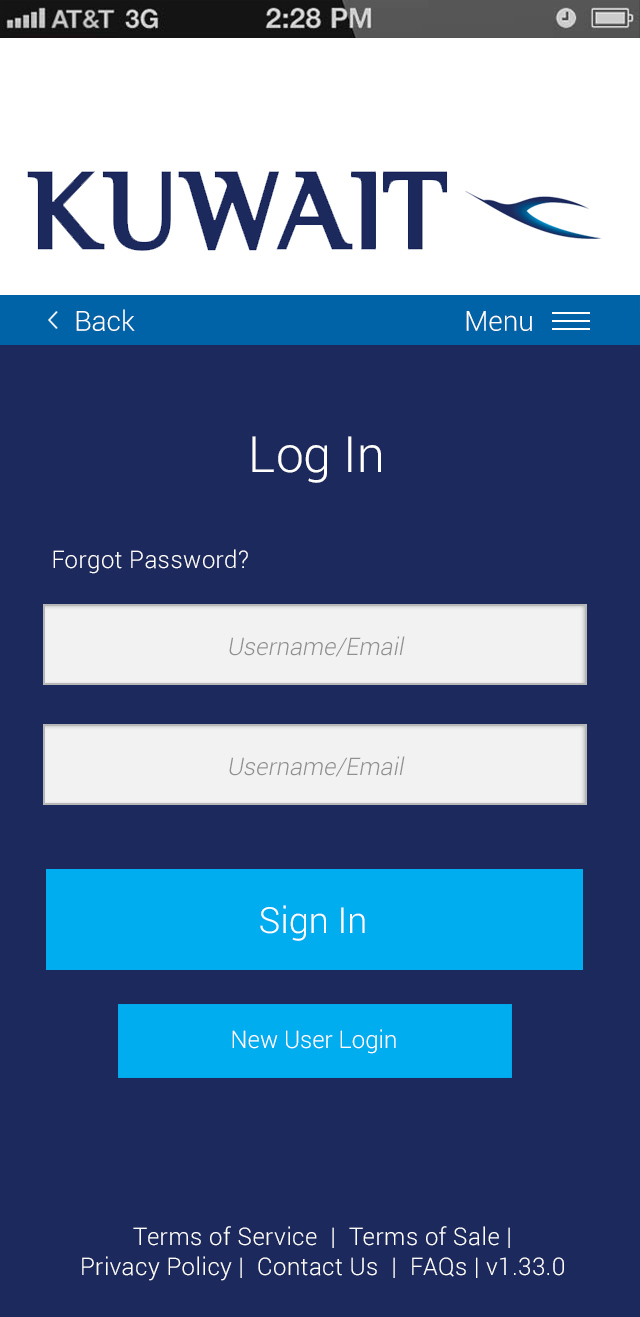 AT&T 3G 2:28 PM
KUWAIT
Back Menu
Log In
Forgot Password?
Username/Email
Username/Email
Sign In
New User Login
Terms of Service | Terms of Sale |
Privacy Policy | Contact Us | FAQs | v1.33.0